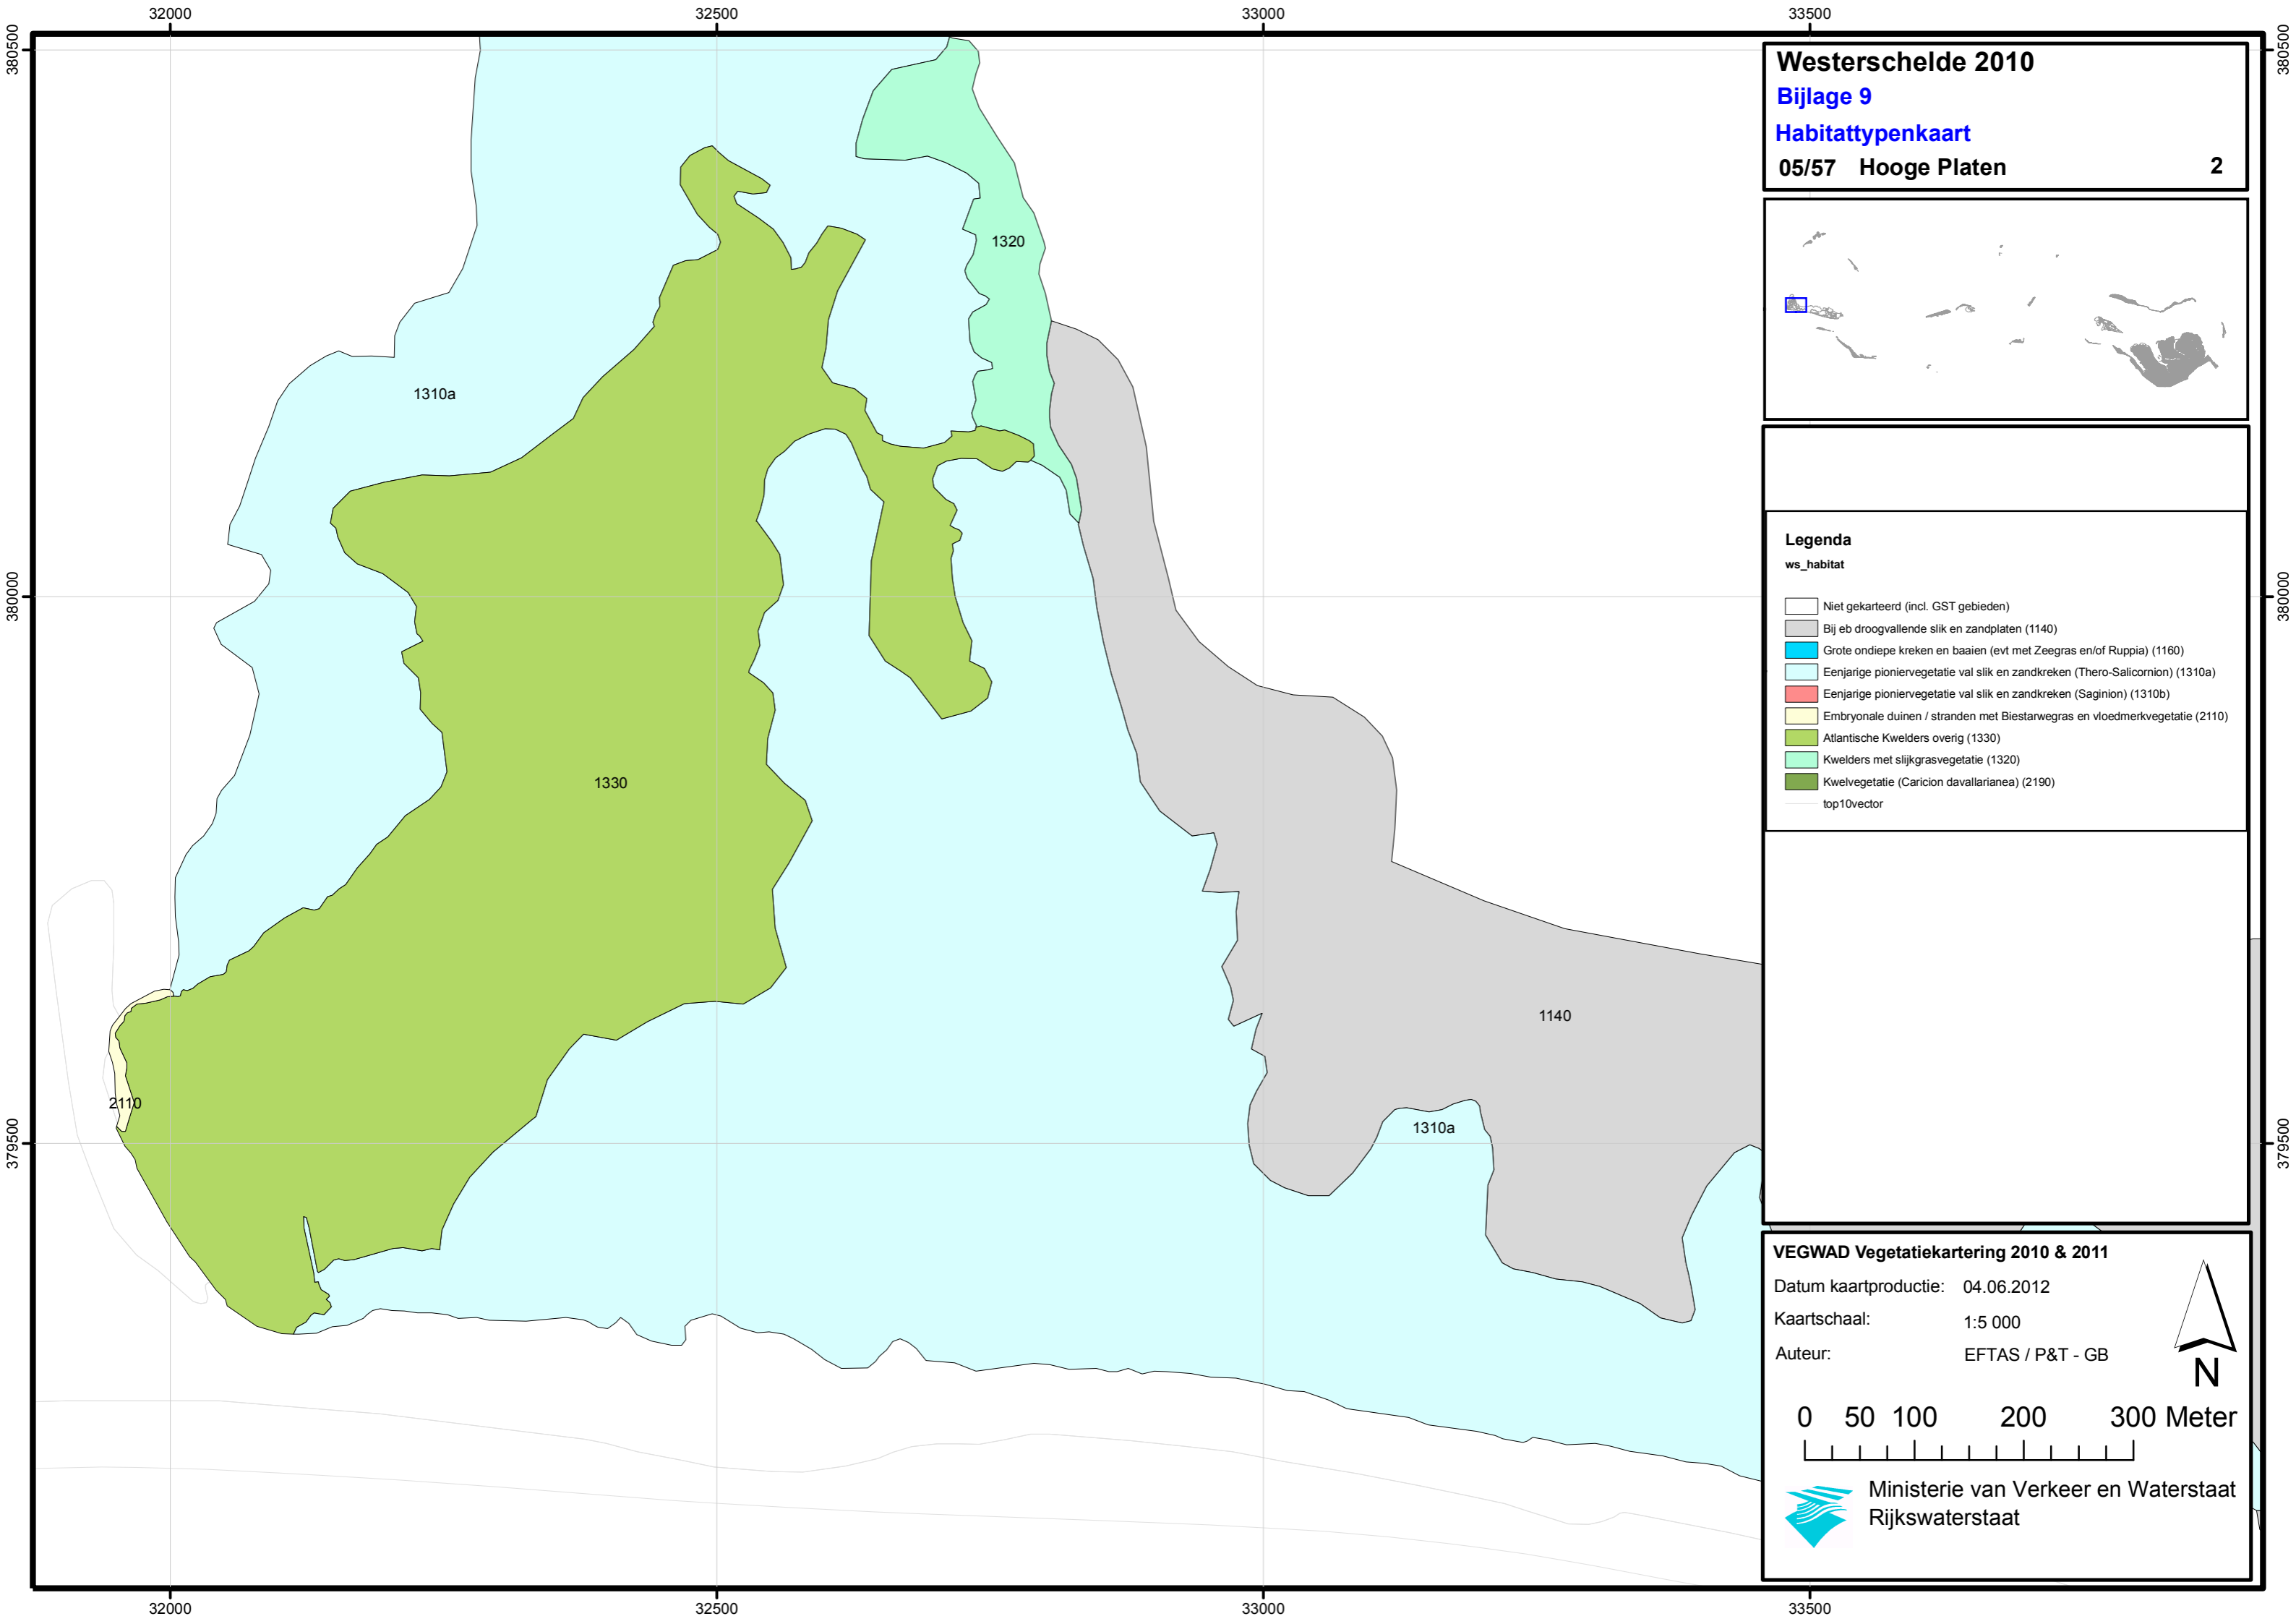 32000 32500 33000 33500
380500 380500
Westerschelde 2010
Bijlage 9
Habitattypenkaart
05/57 Hooge Platen 2
1320
1310a
Legenda
ws_habitat
Niet gekarteerd (incl. GST gebieden)
Bij eb droogvallende slik en zandplaten (1140)
Grote ondiepe kreken en baaien (evt met Zeegras en/of Ruppia) (1160)
Eenjarige pioniervegetatie val slik en zandkreken (Thero-Salicornion) (1310a)
Eenjarige pioniervegetatie val slik en zandkreken (Saginion) (1310b)
Embryonale duinen / stranden met Biestarwegras en vloedmerkvegetatie (2110)
Atlantische Kwelders overig (1330)
Kwelders met slijkgrasvegetatie (1320)
Kwelvegetatie (Caricion davallarianea) (2190)
top10vector
380000 380000
1330
1140
2110
1310a
379500 379500
VEGWAD Vegetatiekartering 2010 & 2011
Datum kaartproductie: 04.06.2012
Kaartschaal: 1:5 000
Auteur: EFTAS / P&T - GB
N
0 50 100 200 300 Meter
Ministerie van Verkeer en Waterstaat
Rijkswaterstaat
32000 32500 33000 33500